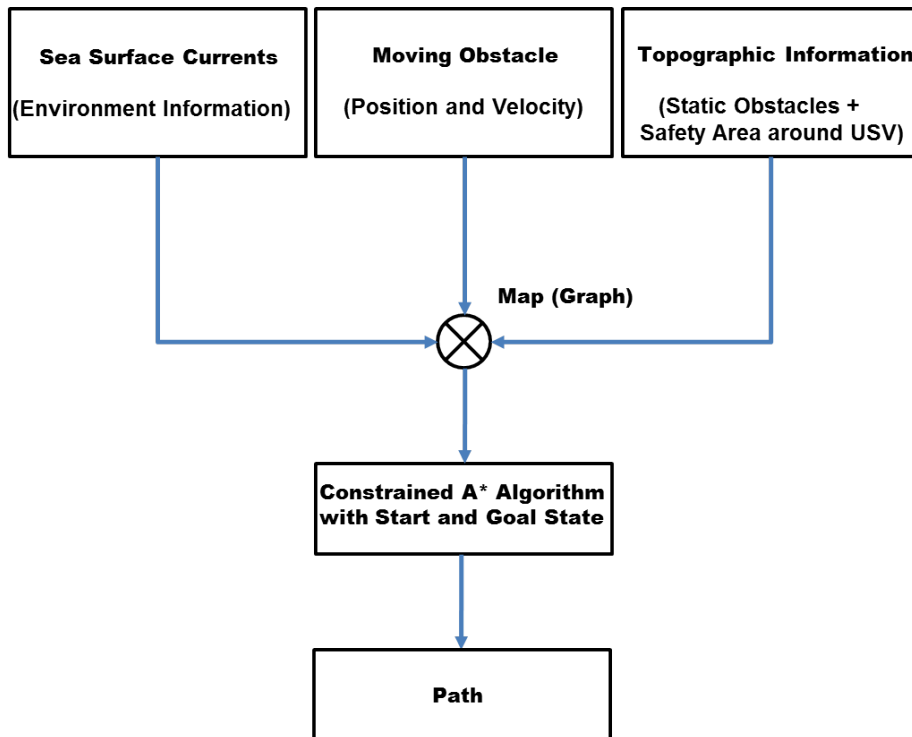 Sea Surface Currents
(Environment Information)
Moving Obstacle
(Position and Velocity)
Topographic Information
(Static Obstacles +
Safety Area around USV)
Map (Graph)
Constrained A* Algorithm
with Start and Goal State
Path